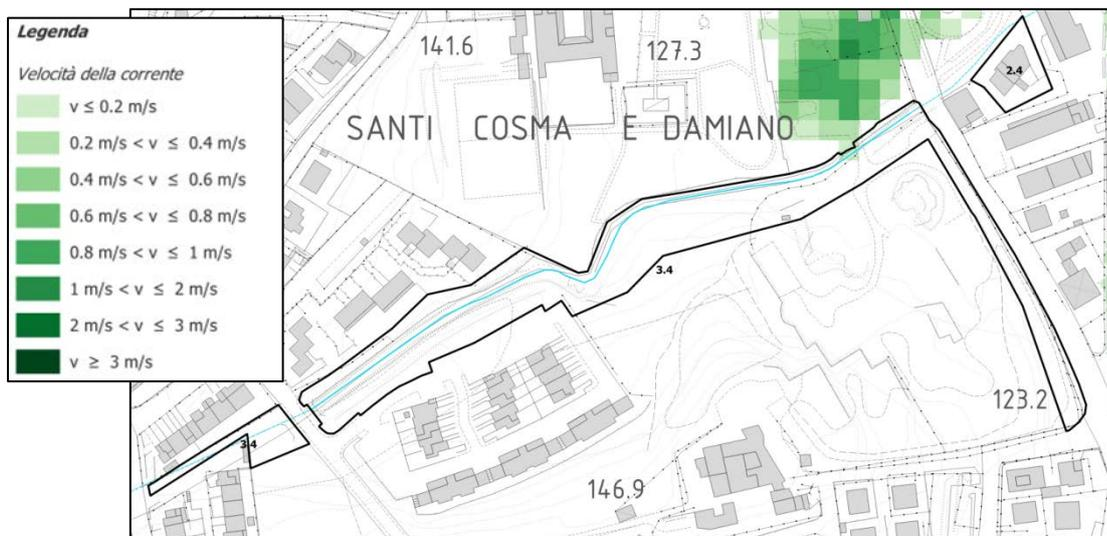 Legenda
Velocità della corrente
v ≤ 0.2 m/s
0.2 m/s < v ≤ 0.4 m/s
0.4 m/s < v ≤ 0.6 m/s
0.6 m/s < v ≤ 0.8 m/s
0.8 m/s < v ≤ 1 m/s
1 m/s < v ≤ 2 m/s
2 m/s < v ≤ 3 m/s
v ≥ 3 m/s
141.6
127.3
2.4
SANTI COSMA E DAMIANO
3.4
123.2
3.4
146.9